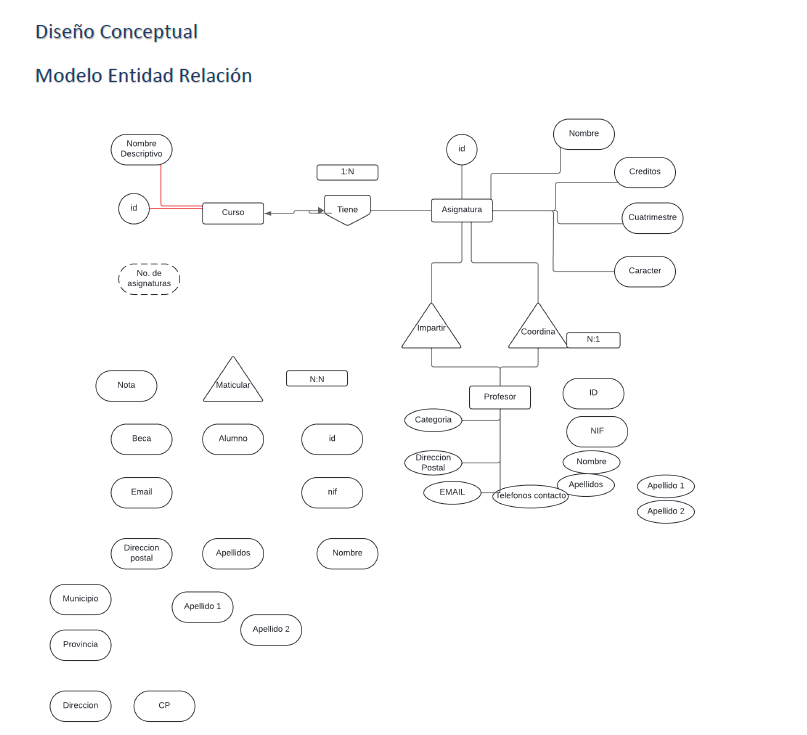 Diseño Conceptual
Modelo Entidad Relación
Nombre
Descriptivo
1:N
id
Nombre
Creditos
id
Curso
Tiene
Asignatura
Cuatrimestre
No. de
asignaturas
Caracter
Impartir
Coordina
N:1
Nota
Maticular
N:N
Profesor
ID
Categoria
NIF
Beca
Alumno
id
Direccion
Postal
Nombre
Email
nif
EMAIL
Telefonos contacto
Apellidos
Apellido 1
Apellido 2
Direccion
postal
Apellidos
Nombre
Municipio
Apellido 1
Apellido 2
Provincia
Direccion
CP